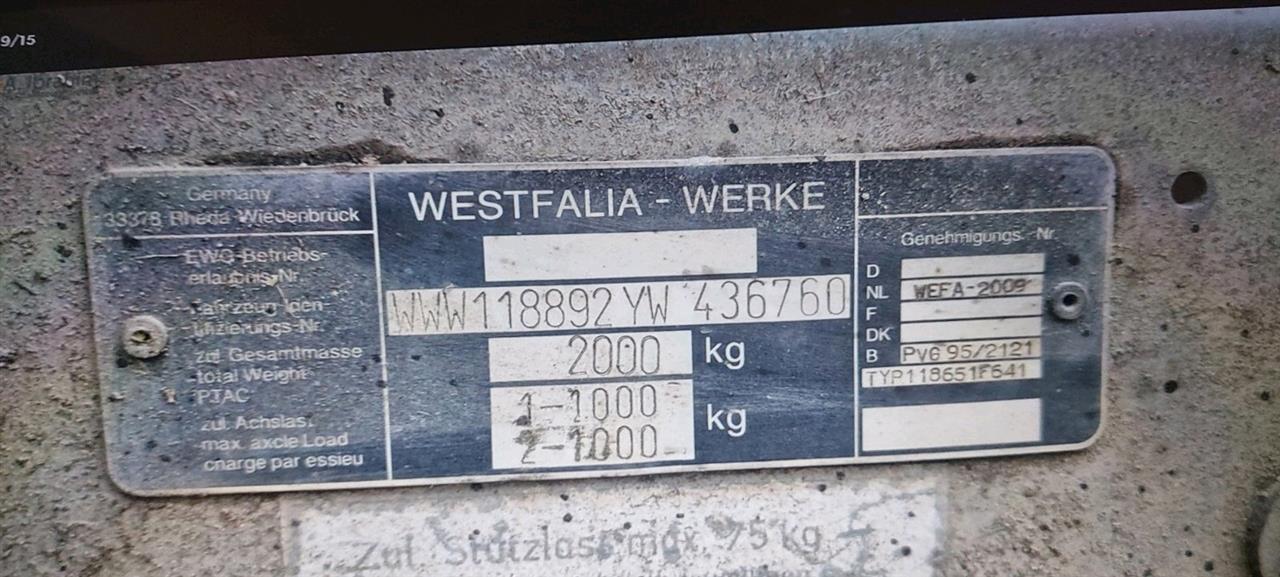 9/15
Germany
33378 Rheda-Wiedenbrück
EWG-Betriebs-
erlaubnis-Nr.
Fahrzeug-Iden
tifizierungs-Nr.
zul. Gesamtmasse
total Weight
PTAC
zul. Achslast
max. axcle Load
charge par essieu
WESTFALIA - WERKE
WWW118892YW 436760
2000 kg
1-1000
2-1000
kg
Genehmigungs. Nr.
D
NL WEFA-2009
F
DK
B PVG 95/2121
TYP118651F641
Zul. Stützlast max. 75 kg